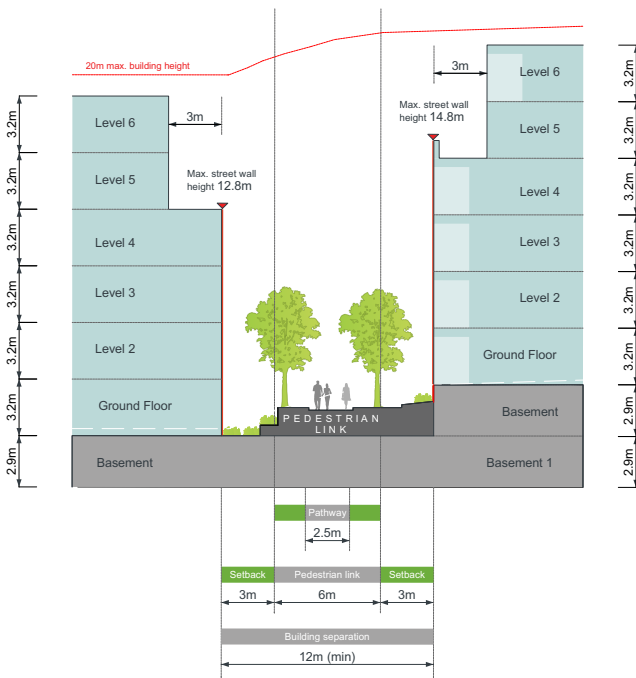 20m max. building height
3m
Level 6
Level 5
Level 4
Level 3
Level 2
Ground Floor
Basement
3.2m
3.2m
3.2m
3.2m
3.2m
3.2m
2.9m
Max. street wall
height 12.8m
3m
Max. street wall
height 14.8m
Level 6
Level 5
Level 4
Level 3
Level 2
Ground Floor
Basement
Basement 1
3.2m
3.2m
3.2m
3.2m
3.2m
3.2m
2.9m
2.9m
PEDESTRIAN
LINK
Pathway
2.5m
Setback Pedestrian link Setback
3m 6m 3m
Building separation
12m (min)